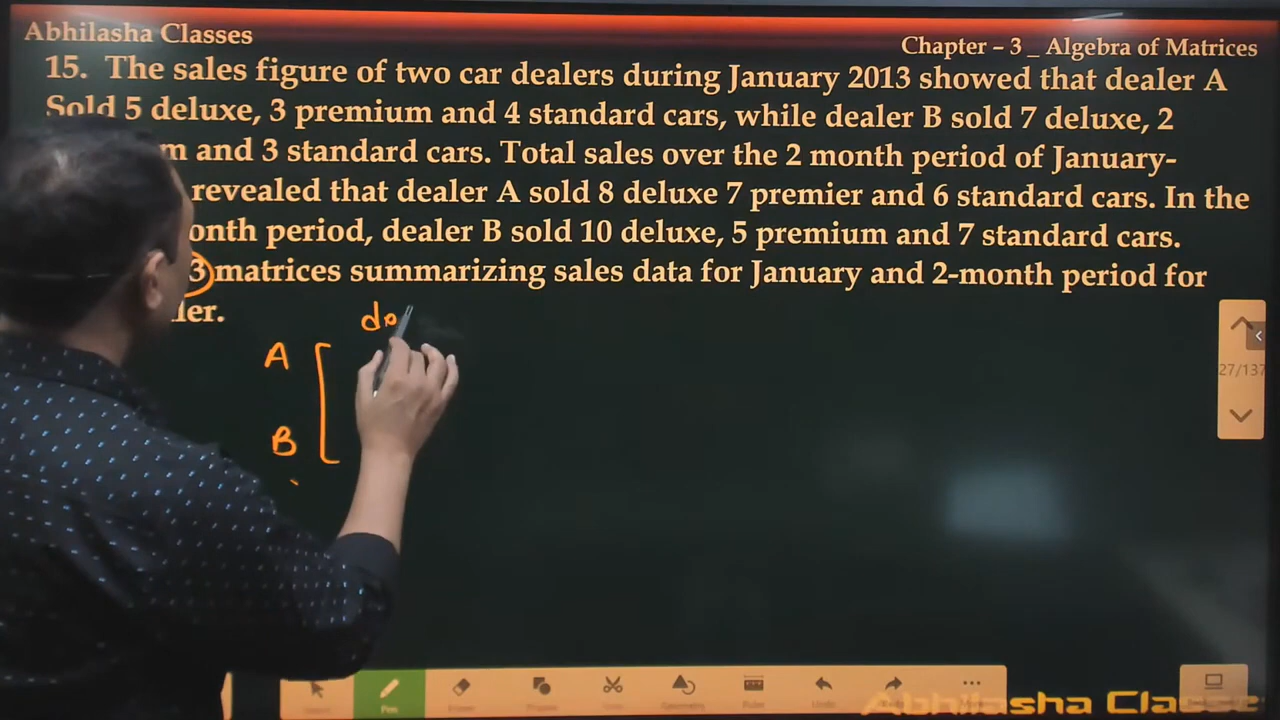 Abhilasha Classes
Chapter – 3 _ Algebra of Matrices
15. The sales figure of two car dealers during January 2013 showed that dealer A
Sold 5 deluxe, 3 premium and 4 standard cars, while dealer B sold 7 deluxe, 2
m and 3 standard cars. Total sales over the 2 month period of January-
revealed that dealer A sold 8 deluxe 7 premier and 6 standard cars. In the
onth period, dealer B sold 10 deluxe, 5 premium and 7 standard cars.
3 matrices summarizing sales data for January and 2-month period for
ler.
de
A [
B
27/137
Pen
Abhilasha Classe